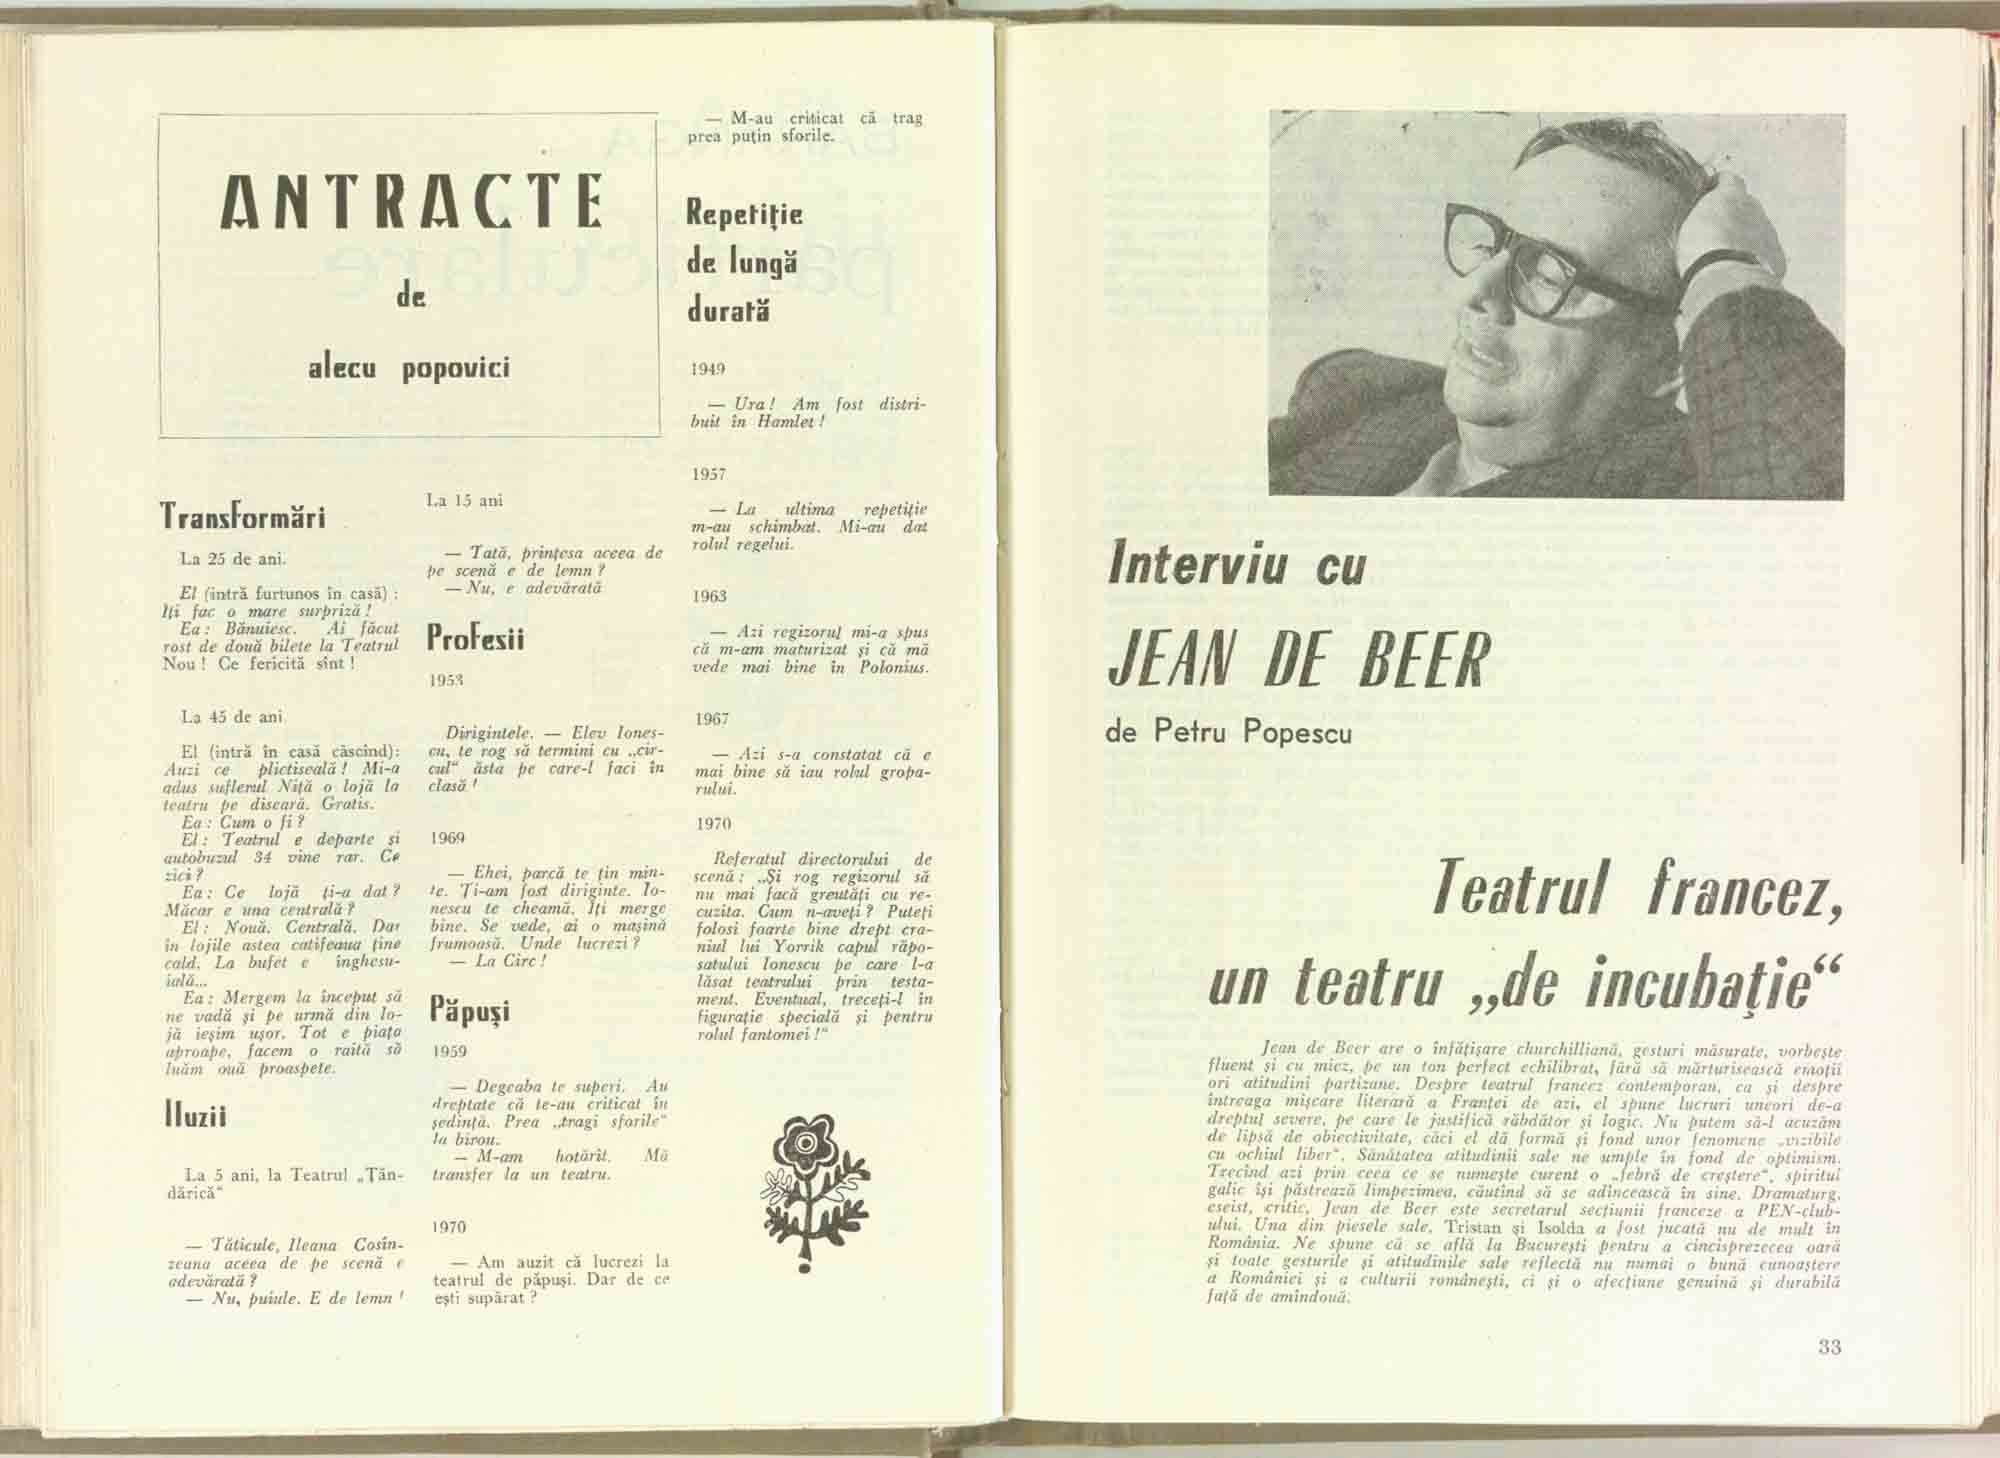 ANTRACTE
de
alecu popovici
Transformări
La 25 de ani.
El (intră furtunos în casă) :
Iți fac o mare surpriză !
Ea : Bănuiesc. Ai făcut
rost de două bilete la Teatrul
Nou ! Ce fericită sînt !
La 45 de ani
El (intră în casă căscînd):
Auzi ce plictiseală ! Mi-a
adus suflerul Niță o lojă la
teatru pe diseară. Gratis.
Ea : Cum o fi ?
El : Teatrul e departe și
autobuzul 34 vine rar. Ce
zici ?
Ea : Ce lojă ți-a dat ?
Măcar e una centrală ?
El : Nouă. Centrală. Dar
în lojile astea catifeaua ține
cald. La bufet e înghesu-
ială...
Ea : Mergem la început să
ne vadă și pe urmă din lo-
jă ieșim ușor. Tot e piața
aproape, facem o raită să
luăm ouă proaspete.
Iluzii
La 5 ani, la Teatrul „Țăn-
dărică“
— Tăticule, Ileana Cosîn-
zeana aceea de pe scenă e
adevărată ?
— Nu, puiule. E de lemn !
La 15 ani
— Tată, prințesa aceea de
pe scenă e de lemn ?
— Nu, e adevărată
Profesii
1953
Dirigintele. — Elev Iones-
cu, te rog să termini cu „cir-
cul“ ăsta pe care-l faci în
clasă !
1969
— Ehei, parcă te țin min-
te. Ți-am fost diriginte. Io-
nescu te cheamă. Iți merge
bine. Se vede, ai o mașină
frumoasă. Unde lucrezi ?
— La Circ !
Păpuși
1959
— Degeaba te superi. Au
dreptate că te-au criticat în
ședință. Prea „tragi sforile“
la birou.
— M-am hotărît. Mă
transfer la un teatru.
1970
— Am auzit că lucrezi la
teatrul de păpuși. Dar de ce
ești supărat ?
— M-au criticat că trag
prea puțin sforile.
Repetiție
de lungă
durată
1949
— Ura ! Am fost distri-
buit în Hamlet !
1957
— La ultima repetiție
m-au schimbat. Mi-au dat
rolul regelui.
1963
— Azi regizorul mi-a spus
că m-am maturizat și că mă
vede mai bine în Polonius.
1967
— Azi s-a constatat că e
mai bine să iau rolul gropa-
rului.
1970
Referatul directorului de
scenă : „Și rog regizorul să
nu mai facă greutăți cu re-
cuzita. Cum n-aveți ? Puteți
folosi foarte bine drept cra-
niul lui Yorrik capul răpo-
satului Ionescu pe care l-a
lăsat teatrului prin testa-
ment. Eventual, treceți-l în
figurație specială și pentru
rolul fantomei !“
Interviu cu
JEAN DE BEER
de Petru Popescu
Teatrul francez,
un teatru „de incubație“
Jean de Beer are o înfățișare churchilliană, gesturi măsurate, vorbește
fluent și cu miez, pe un ton perfect echilibrat, fără să mărturisească emoții
ori atitudini partizane. Despre teatrul francez contemporan, ca și despre
întreaga mișcare literară a Franței de azi, el spune lucruri uneori de-a
dreptul severe, pe care le justifică răbdător și logic. Nu putem să-l acuzăm
de lipsă de obiectivitate, căci el dă formă și fond unor fenomene „vizibile
cu ochiul liber“. Sănătatea atitudinii sale ne umple în fond de optimism.
Trecînd azi prin ceea ce se numește curent o „febră de creștere“, spiritul
galic își păstrează limpezimea, căutînd să se adîncească în sine. Dramaturg,
eseist, critic, Jean de Beer este secretarul secțiunii franceze a PEN-club-
ului. Una din piesele sale, Tristan și Isolda a fost jucată nu de mult în
România. Ne spune că se află la București pentru a cincisprezecea oară
și toate gesturile și atitudinile sale reflectă nu numai o bună cunoaștere
a României și a culturii românești, ci și o afecțiune genuină și durabilă
față de amîndouă.
33